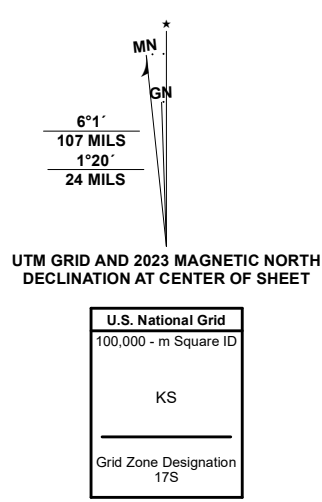 MN
GN
6°1´
107 MILS
1°20´
24 MILS
UTM GRID AND 2023 MAGNETIC NORTH
DECLINATION AT CENTER OF SHEET
U.S. National Grid
100,000 - m Square ID
KS
Grid Zone Designation
17S